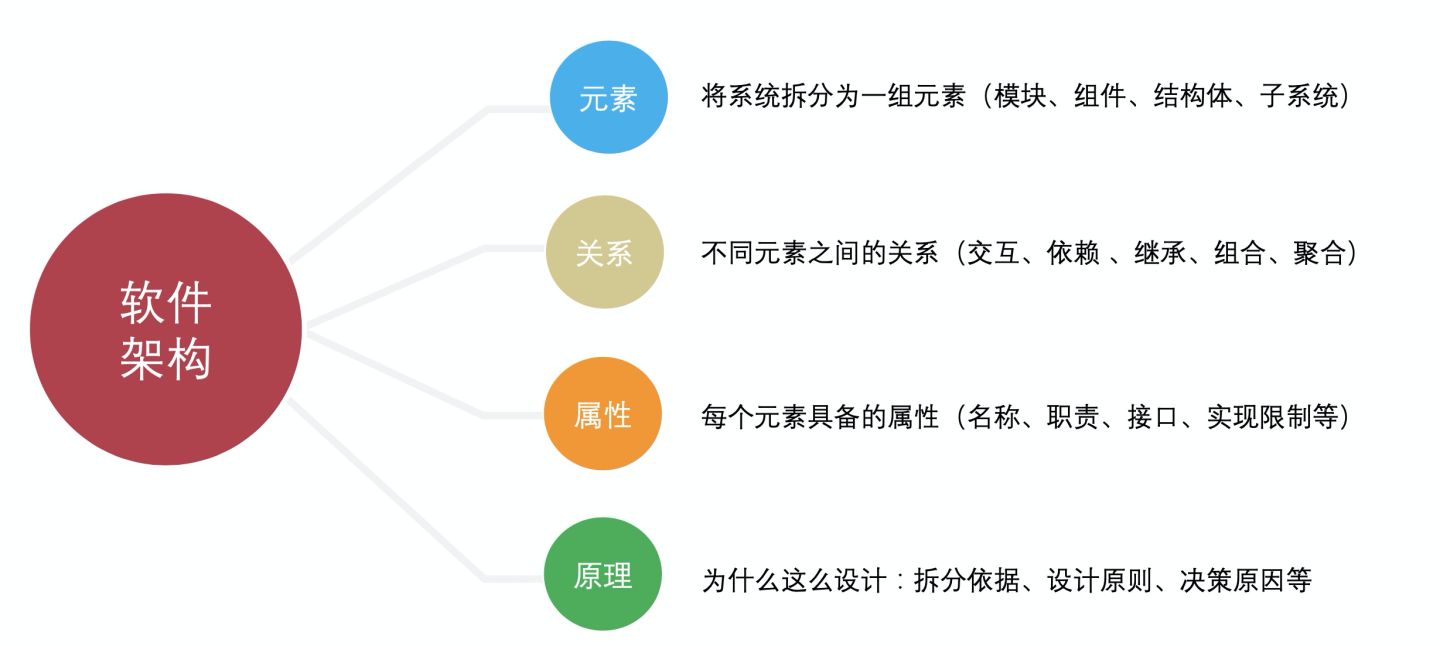 软件
架构
元素
将系统拆分为一组元素（模块、组件、结构体、子系统）
关系
不同元素之间的关系（交互、依赖 、继承、组合、聚合）
属性
每个元素具备的属性（名称、职责、接口、实现限制等）
原理
为什么这么设计：拆分依据、设计原则、决策原因等